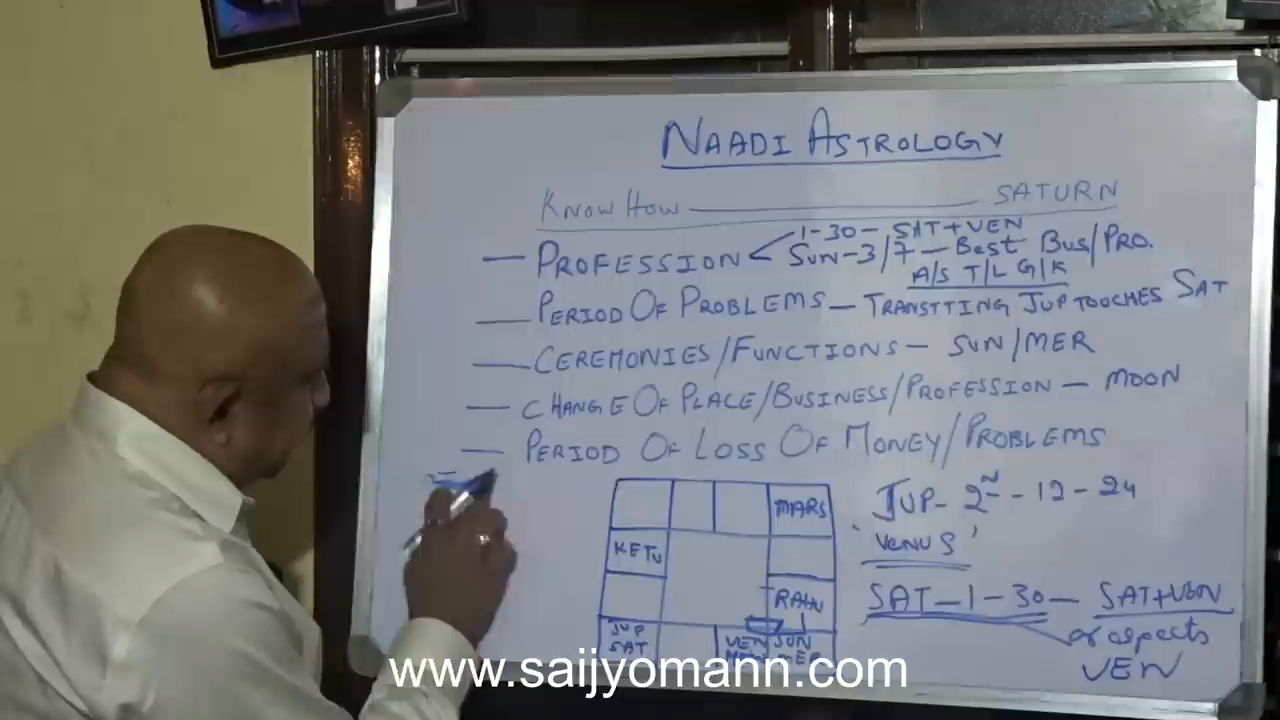 NAADI ASTROLOGY
KNOW HOW ——— SATURN
1-30- SAT+VEN
— PROFESSION < SUN-3/7- Best Bus/PRO.
A/S T/L G/K
— PERIOD OF PROBLEMS - TRANSTTING JUP TOUCHES SAT
— CEREMONIES/FUNCTIONS - SUN/MER
— CHANGE OF PLACE/BUSINESS/PROFESSION - MOON
— PERIOD OF LOSS OF MONEY/PROBLEMS
JUP- 2nd - 12 - 24
'VENUS'
SAT-1-30- SAT+VEN
or aspects
VEN
MARS
KETU
RAHU
JUP VEN SUN
SAT
www.saijyomann.com